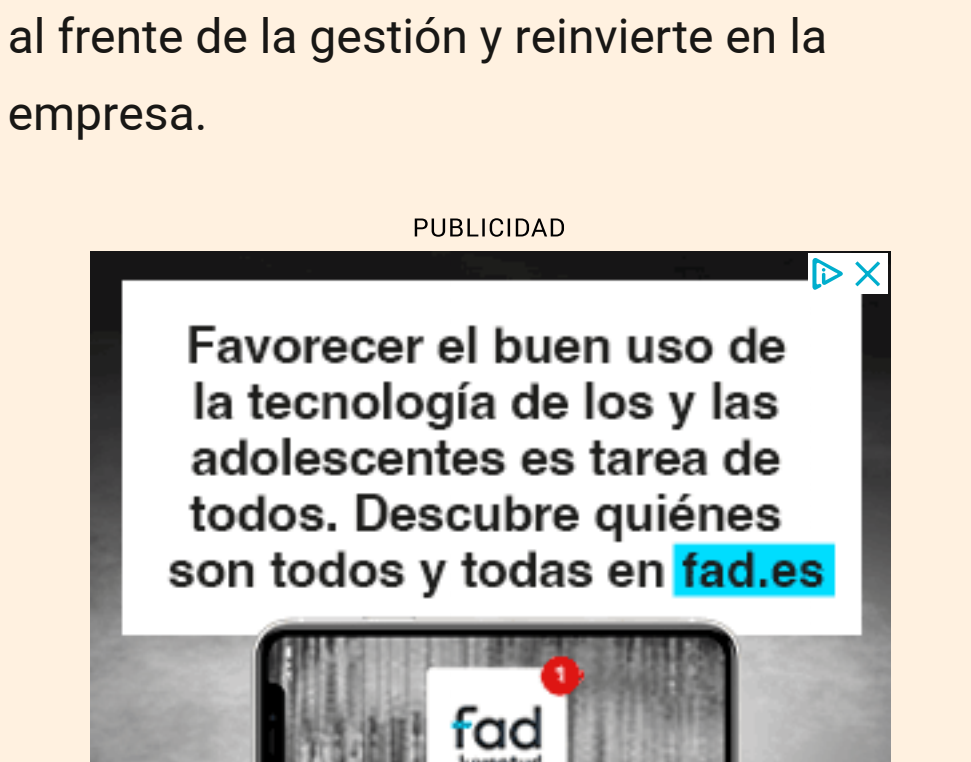 al frente de la gestión y reinvierte en la
empresa.
PUBLICIDAD
Favorecer el buen uso de
la tecnología de los y las
adolescentes es tarea de
todos. Descubre quiénes
son todos y todas en fad.es
1
fad